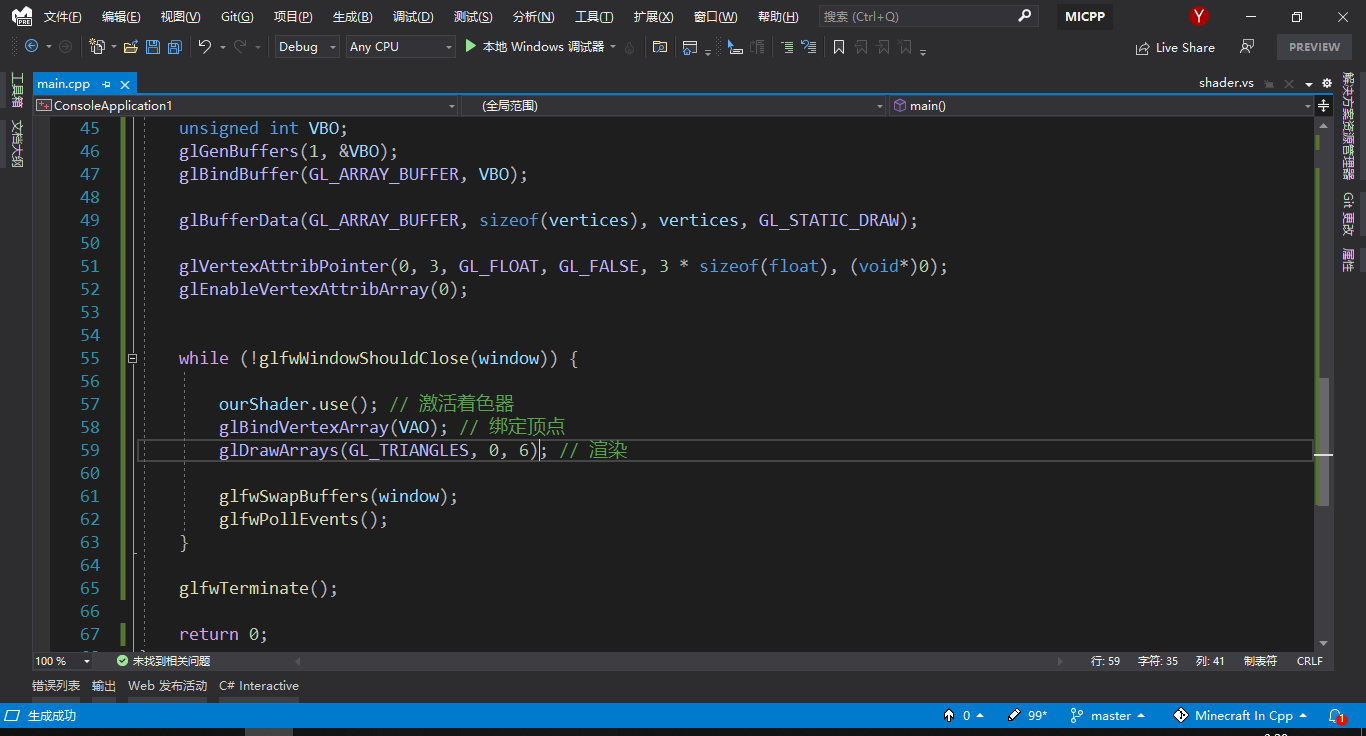 文件(F) 编辑(E) 视图(V) Git(G) 项目(P) 生成(B) 调试(D) 测试(S) 分析(N) 工具(T) 扩展(X) 窗口(W) 帮助(H) 搜索 (Ctrl+Q) MICPP Y
Debug Any CPU 本地 Windows 调试器 Live Share PREVIEW
工具箱
文档大纲
main.cpp shader.vs
ConsoleApplication1 (全局范围) main()
45 unsigned int VBO;
46 glGenBuffers(1, &VBO);
47 glBindBuffer(GL_ARRAY_BUFFER, VBO);
48
49 glBufferData(GL_ARRAY_BUFFER, sizeof(vertices), vertices, GL_STATIC_DRAW);
50
51 glVertexAttribPointer(0, 3, GL_FLOAT, GL_FALSE, 3 * sizeof(float), (void*)0);
52 glEnableVertexAttribArray(0);
53
54
55 while (!glfwWindowShouldClose(window)) {
56
57 ourShader.use(); // 激活着色器
58 glBindVertexArray(VAO); // 绑定顶点
59 glDrawArrays(GL_TRIANGLES, 0, 6); // 渲染
60
61 glfwSwapBuffers(window);
62 glfwPollEvents();
63 }
64
65 glfwTerminate();
66
67 return 0;
解决方案资源管理器
Git 更改
属性
100 % 未找到相关问题 行: 59 字符: 35 列: 41 制表符 CRLF
错误列表 输出 Web 发布活动 C# Interactive
生成成功 0 99* master Minecraft In Cpp 1